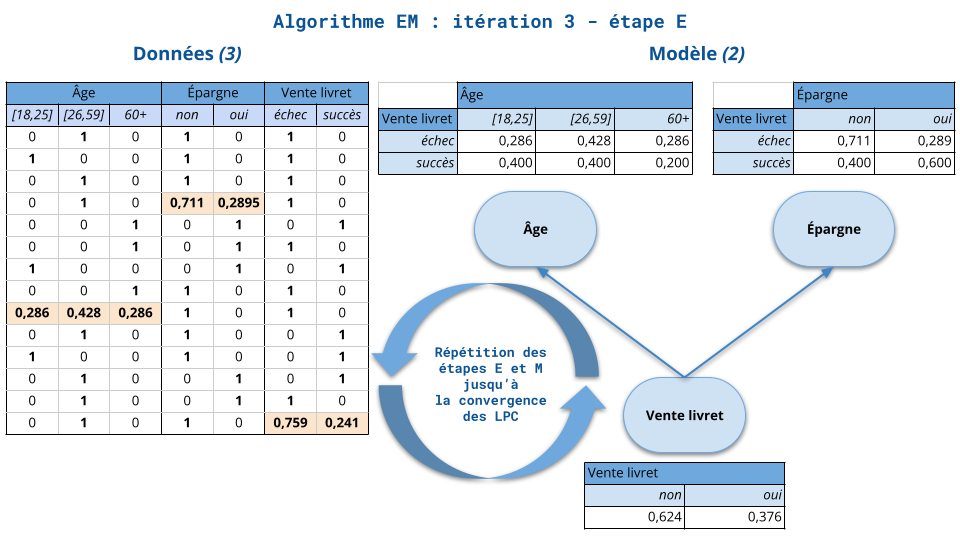 Algorithme EM : itération 3 – étape E
Données (3)
Modèle (2)
Âge Épargne Vente livret
[18,25] [26,59] 60+ non oui échec succès
0 1 0 1 0 1 0
1 0 0 1 0 1 0
0 1 0 1 0 1 0
0 1 0 0,711 0,2895 1 0
0 0 1 0 1 0 1
0 0 1 0 1 1 0
1 0 0 0 1 0 1
0 0 1 1 0 1 0
0,286 0,428 0,286 1 0 1 0
0 1 0 1 0 0 1
1 0 0 1 0 0 1
0 1 0 0 1 0 1
0 1 0 0 1 1 0
0 1 0 1 0 0,759 0,241
Âge
Vente livret [18,25] [26,59] 60+
échec 0,286 0,428 0,286
succès 0,400 0,400 0,200
Épargne
Vente livret non oui
échec 0,711 0,289
succès 0,400 0,600
Âge
Épargne
Répétition des
étapes E et M
jusqu’à
la convergence
des LPC
Vente livret
Vente livret
non oui
0,624 0,376